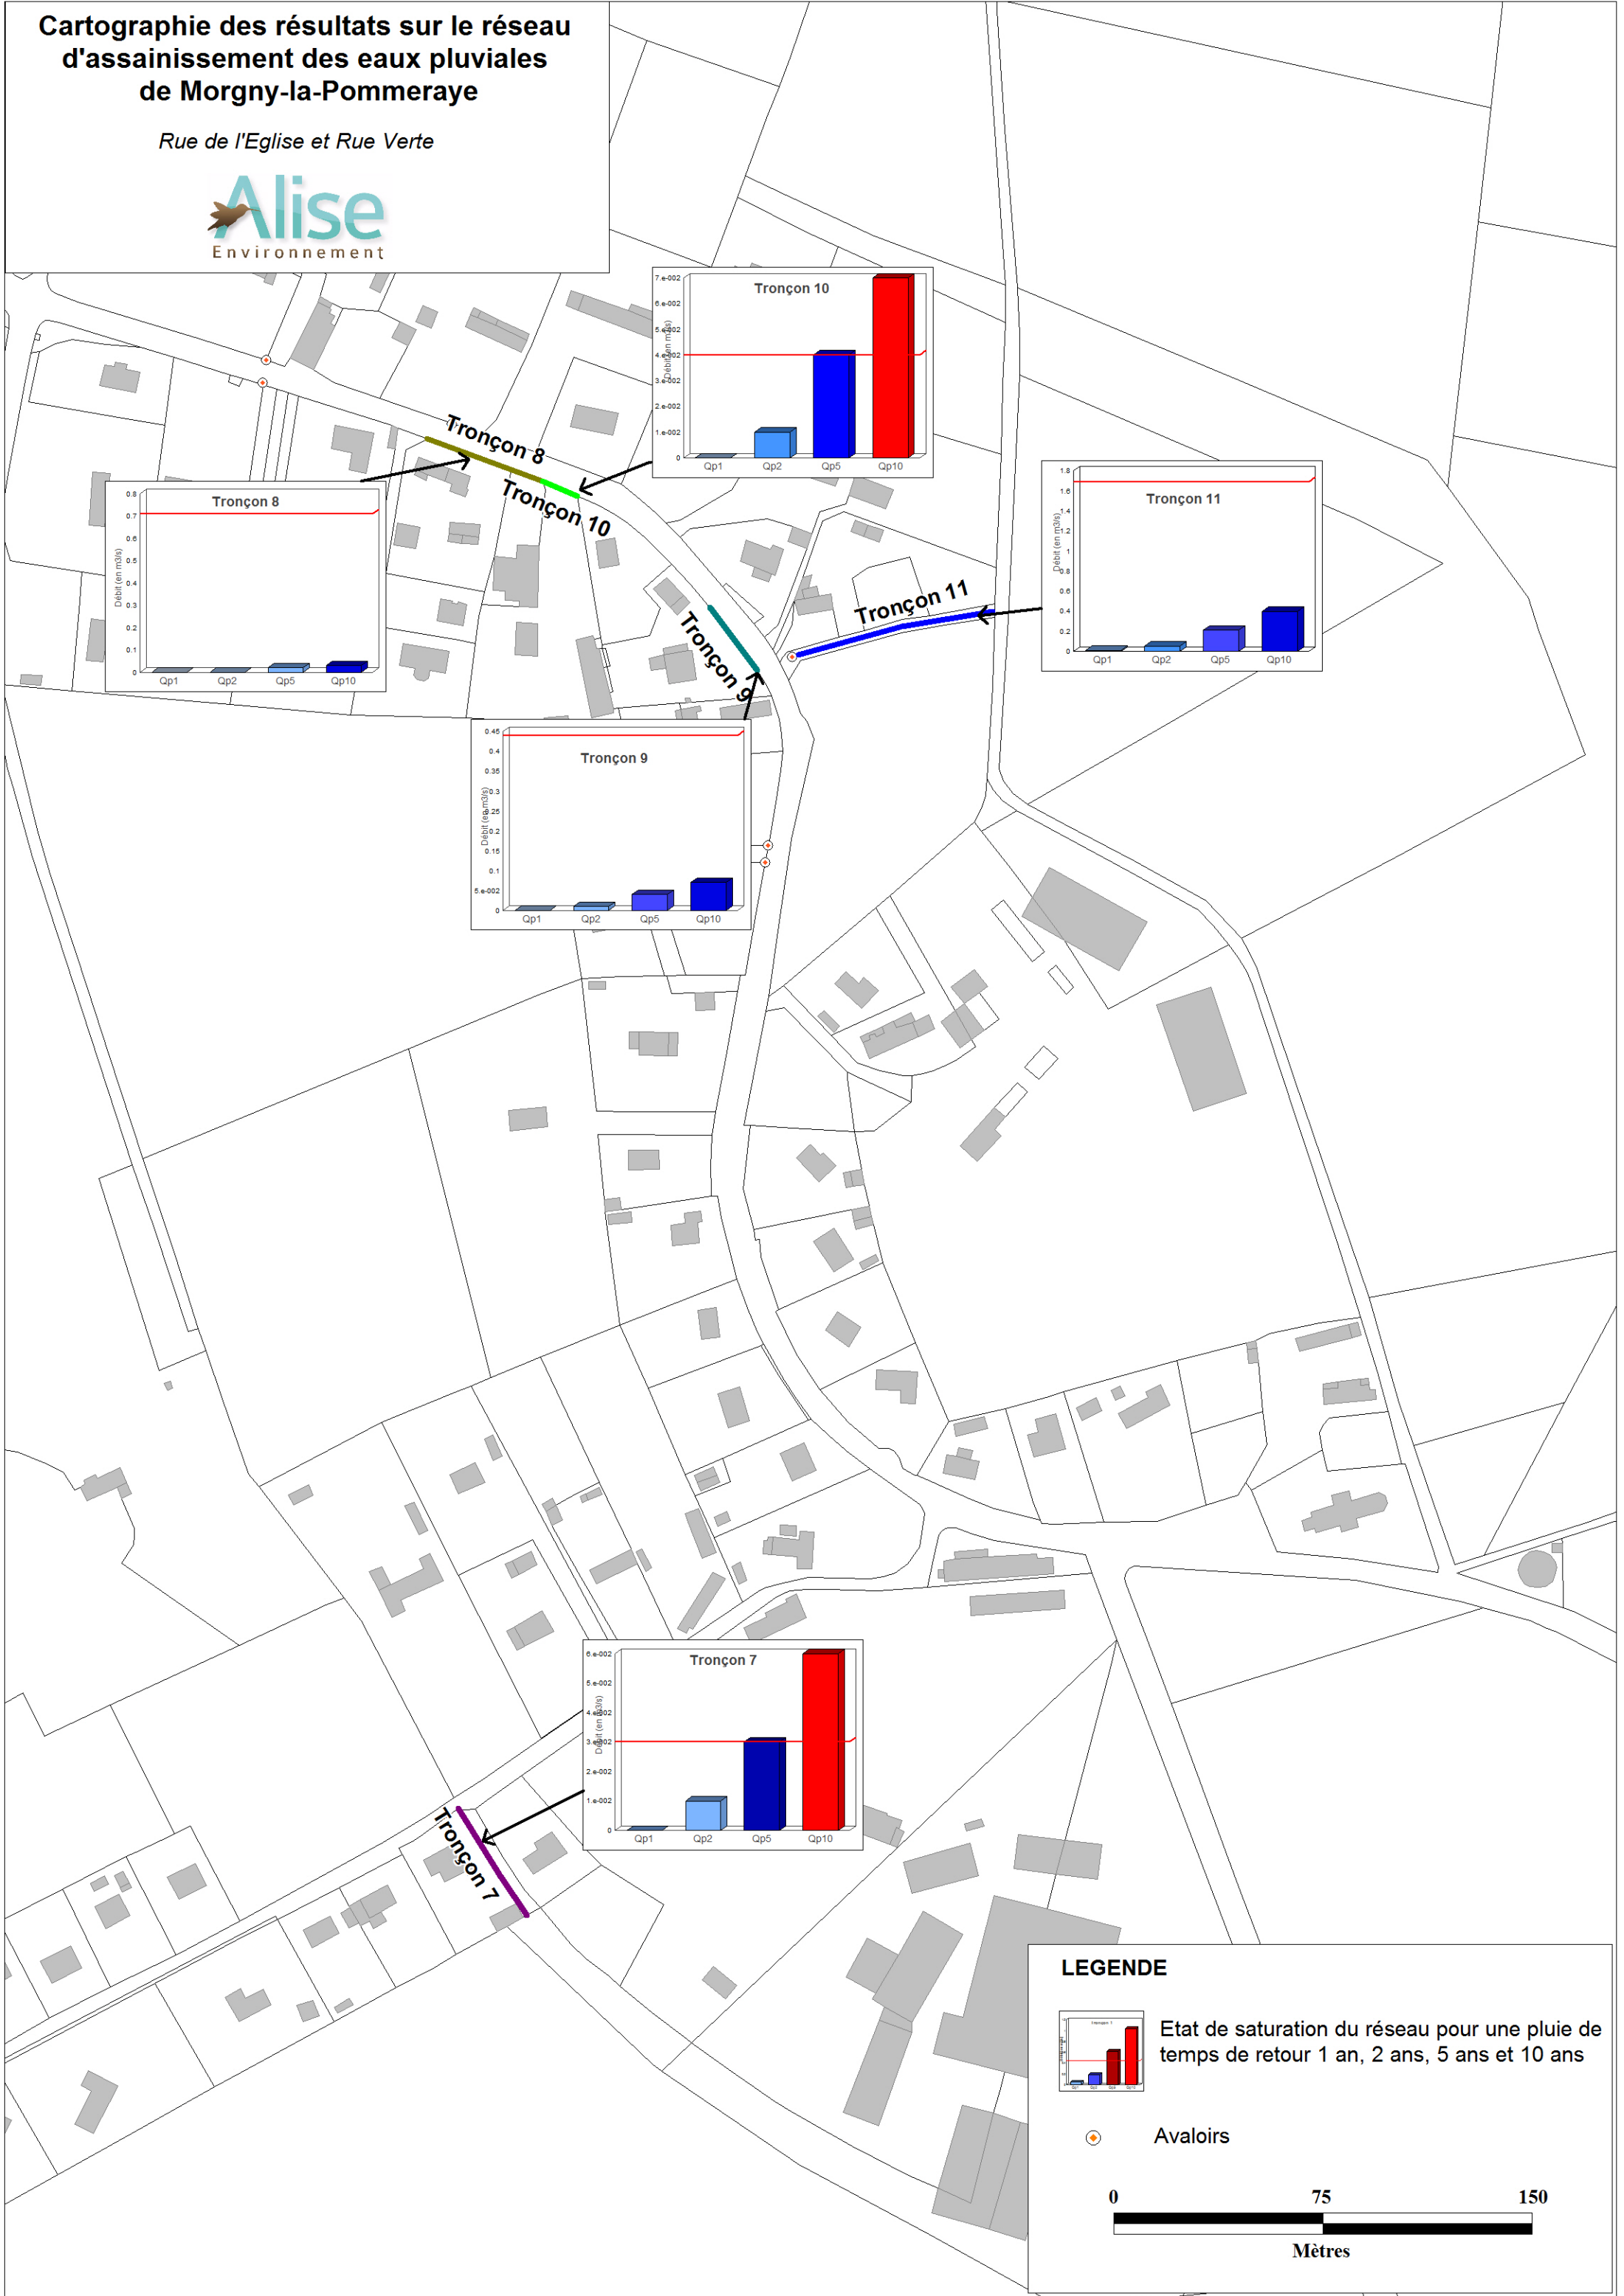 Cartographie des résultats sur le réseau
d'assainissement des eaux pluviales
de Morgny-la-Pommeraye
Rue de l'Eglise et Rue Verte
Alise
Environnement
Tronçon 10
Débit (en m3/s)
7.e-002
6.e-002
5.e-002
4.e-002
3.e-002
2.e-002
1.e-002
0
Qp1 Qp2 Qp5 Qp10
Tronçon 8
Tronçon 10
Tronçon 11
Débit (en m3/s)
1.8
1.6
1.4
1.2
1
0.8
0.6
0.4
0.2
0
Qp1 Qp2 Qp5 Qp10
Tronçon 8
Débit (en m3/s)
0.8
0.7
0.6
0.5
0.4
0.3
0.2
0.1
0
Qp1 Qp2 Qp5 Qp10
Tronçon 11
Tronçon 9
Tronçon 9
Débit (en m3/s)
0.45
0.4
0.35
0.3
0.25
0.2
0.15
0.1
5.e-002
0
Qp1 Qp2 Qp5 Qp10
Tronçon 7
Débit (en m3/s)
6.e-002
5.e-002
4.e-002
3.e-002
2.e-002
1.e-002
0
Qp1 Qp2 Qp5 Qp10
Tronçon 7
LEGENDE
Etat de saturation du réseau pour une pluie de
temps de retour 1 an, 2 ans, 5 ans et 10 ans
Avaloirs
0 75 150
Mètres